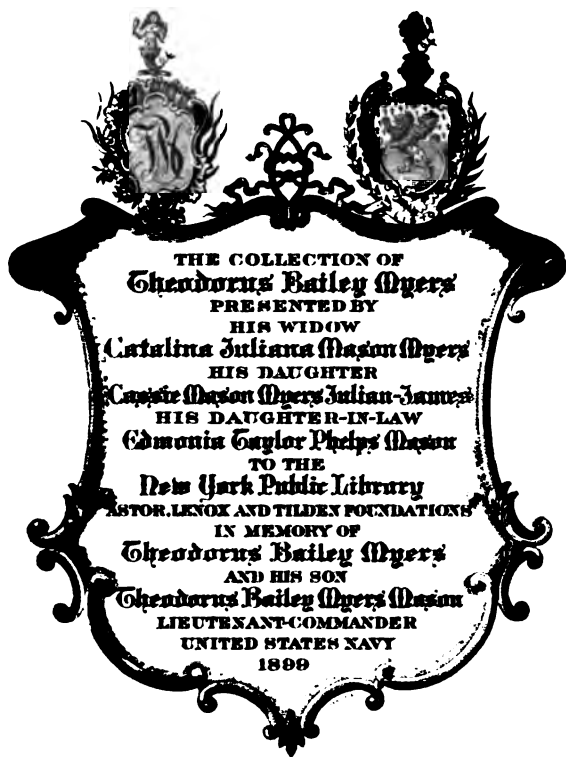 THE COLLECTION OF
Theodorus Bailey Myers
PRESENTED BY
HIS WIDOW
Catalina Juliana Mason Myers
HIS DAUGHTER
Cassie Mason Myers Julian-James
HIS DAUGHTER-IN-LAW
Edmonia Taylor Phelps Mason
TO THE
New York Public Library
ASTOR, LENOX AND TILDEN FOUNDATIONS
IN MEMORY OF
Theodorus Bailey Myers
AND HIS SON
Theodorus Bailey Myers Mason
LIEUTENANT-COMMANDER
UNITED STATES NAVY
1899